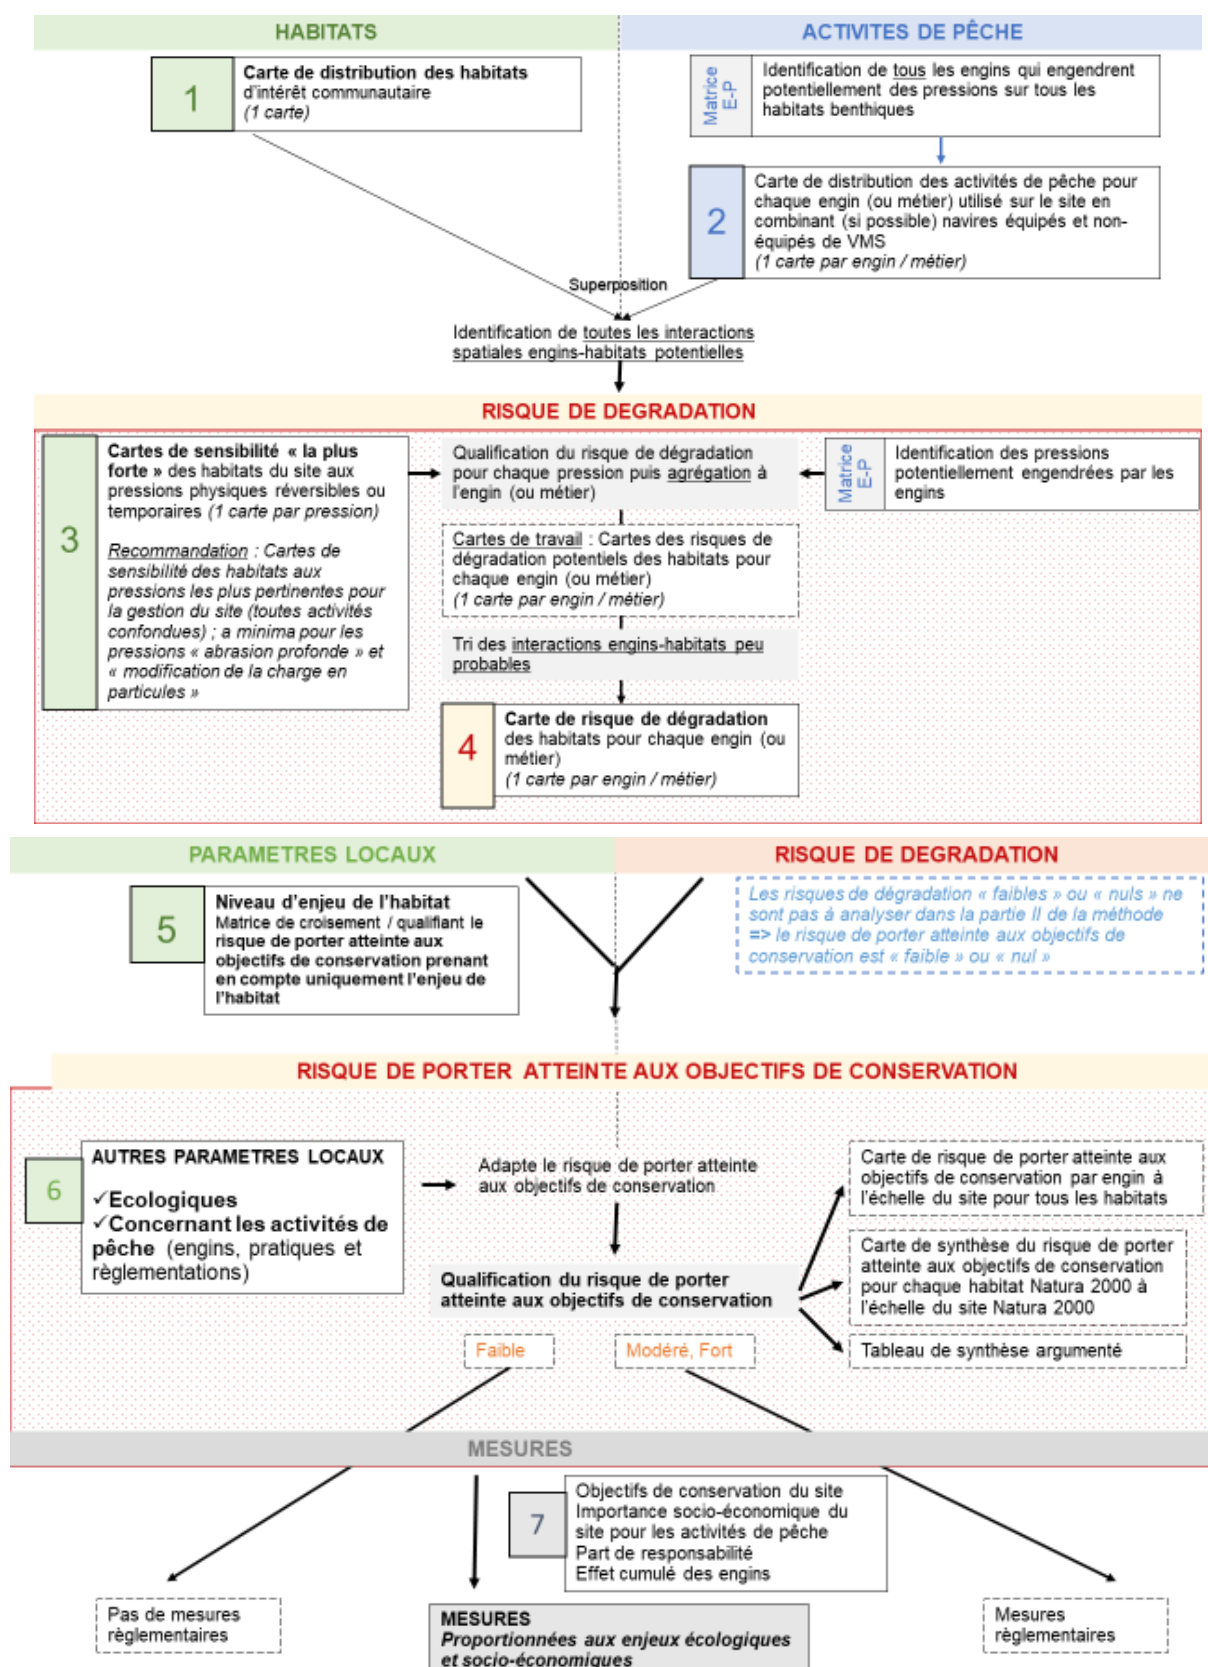 HABITATS
ACTIVITES DE PÊCHE
1
Carte de distribution des habitats
d'intérêt communautaire
(1 carte)
Matrice
E-P
Identification de tous les engins qui engendrent
potentiellement des pressions sur tous les
habitats benthiques
2
Carte de distribution des activités de pêche pour
chaque engin (ou métier) utilisé sur le site en
combinant (si possible) navires équipés et non-
équipés de VMS
(1 carte par engin / métier)
Superposition
Identification de toutes les interactions
spatiales engins-habitats potentielles
RISQUE DE DEGRADATION
3
Cartes de sensibilité « la plus
forte » des habitats du site aux
pressions physiques réversibles ou
temporaires (1 carte par pression)
Recommandation : Cartes de
sensibilité des habitats aux
pressions les plus pertinentes pour
la gestion du site (toutes activités
confondues) ; a minima pour les
pressions « abrasion profonde » et
« modification de la charge en
particules »
Qualification du risque de dégradation
pour chaque pression puis agrégation à
l'engin (ou métier)
Matrice
E-P
Identification des pressions
potentiellement engendrées par les
engins
Cartes de travail : Cartes des risques de
dégradation potentiels des habitats pour
chaque engin (ou métier)
(1 carte par engin / métier)
Tri des interactions engins-habitats peu
probables
4
Carte de risque de dégradation
des habitats pour chaque engin (ou
métier)
(1 carte par engin / métier)
PARAMETRES LOCAUX
RISQUE DE DEGRADATION
5
Niveau d'enjeu de l'habitat
Matrice de croisement / qualifiant le
risque de porter atteinte aux
objectifs de conservation prenant
en compte uniquement l'enjeu de
l'habitat
Les risques de dégradation « faibles » ou « nuls » ne
sont pas à analyser dans la partie II de la méthode
=> le risque de porter atteinte aux objectifs de
conservation est « faible » ou « nul »
RISQUE DE PORTER ATTEINTE AUX OBJECTIFS DE CONSERVATION
6
AUTRES PARAMETRES LOCAUX
✓Ecologiques
✓Concernant les activités de
pêche (engins, pratiques et
règlementations)
Adapte le risque de porter atteinte
aux objectifs de conservation
Qualification du risque de porter
atteinte aux objectifs de conservation
Faible
Modéré, Fort
Carte de risque de porter atteinte aux
objectifs de conservation par engin à
l'échelle du site pour tous les habitats
Carte de synthèse du risque de porter
atteinte aux objectifs de conservation
pour chaque habitat Natura 2000 à
l'échelle du site Natura 2000
Tableau de synthèse argumenté
MESURES
7
Objectifs de conservation du site
Importance socio-économique du
site pour les activités de pêche
Part de responsabilité
Effet cumulé des engins
Pas de mesures
règlementaires
MESURES
Proportionnées aux enjeux écologiques
et socio-économiques
Mesures
règlementaires